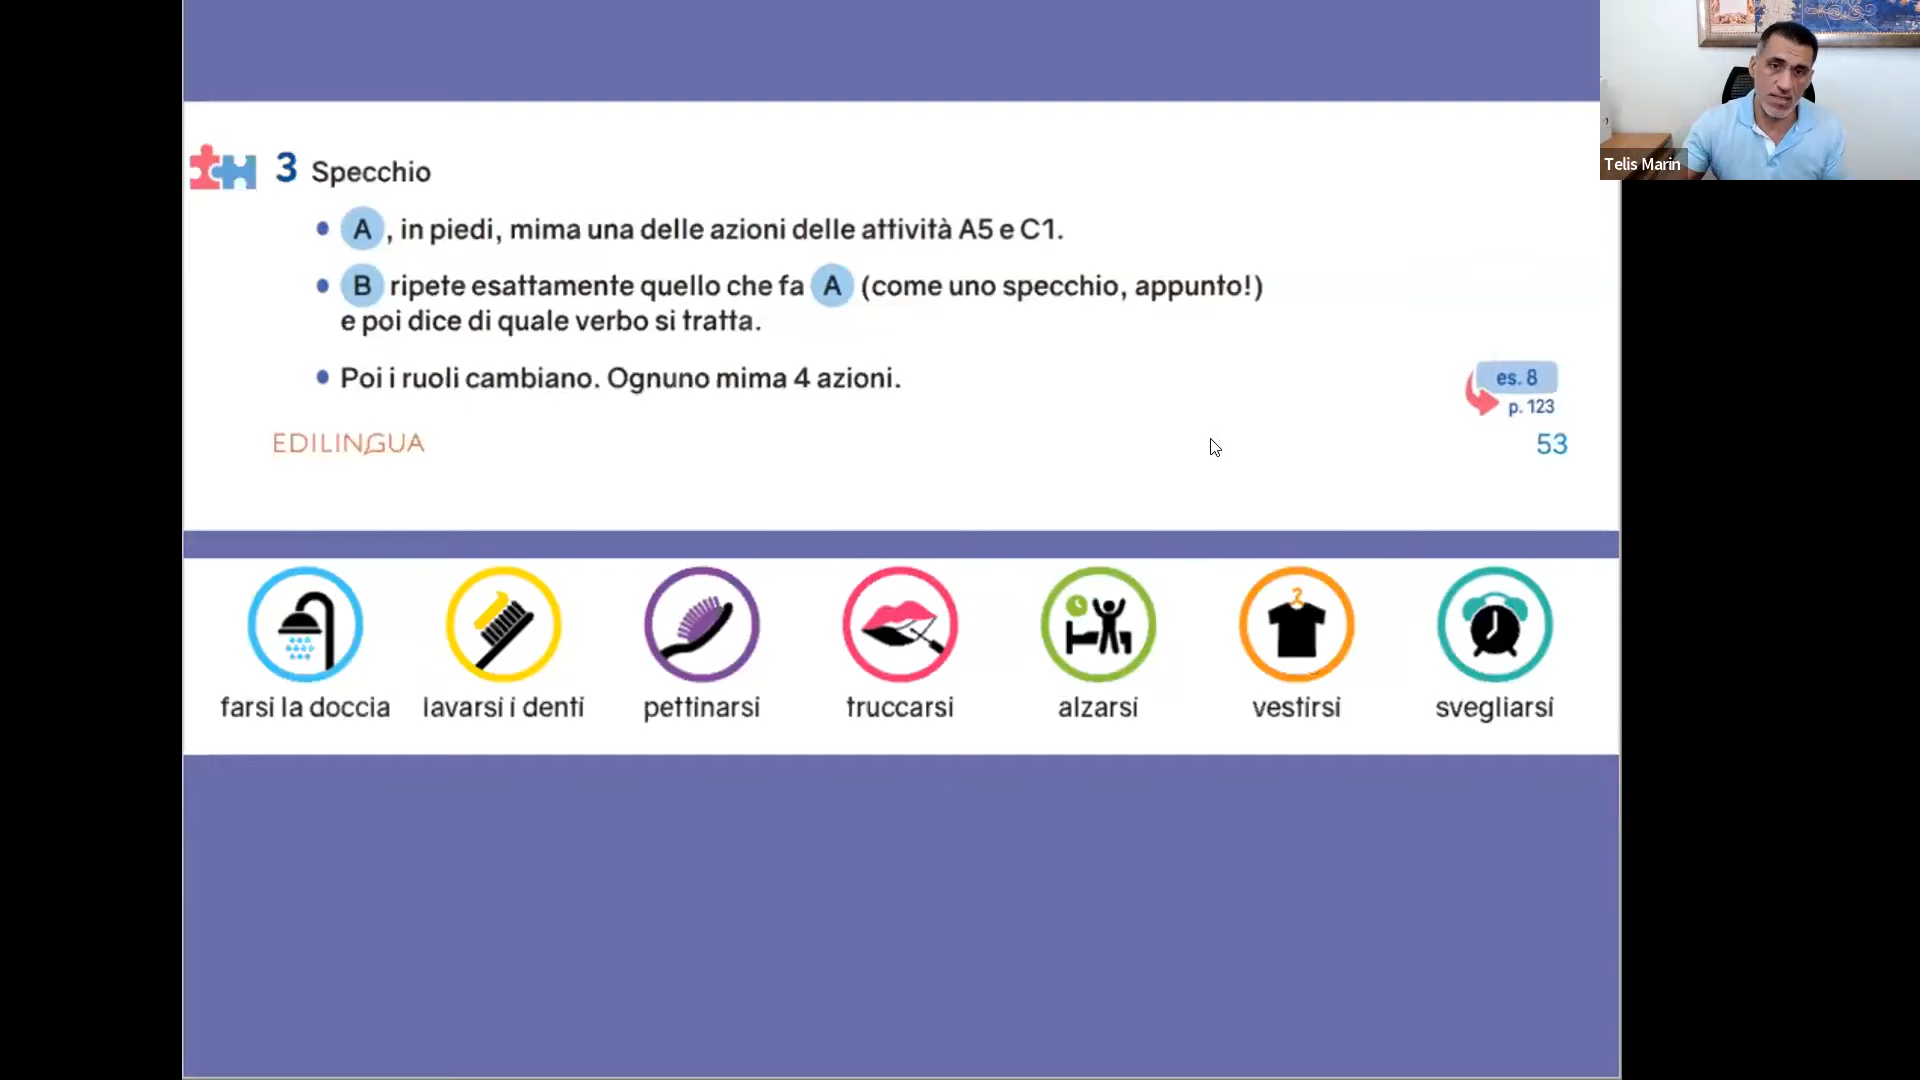 3 Specchio
• A, in piedi, mima una delle azioni delle attività A5 e C1.
• B ripete esattamente quello che fa A (come uno specchio, appunto!)
e poi dice di quale verbo si tratta.
• Poi i ruoli cambiano. Ognuno mima 4 azioni.
es. 8
p. 123
EDILINGUA
53
farsi la doccia
lavarsi i denti
pettinarsi
truccarsi
alzarsi
vestirsi
svegliarsi
Telis Marin